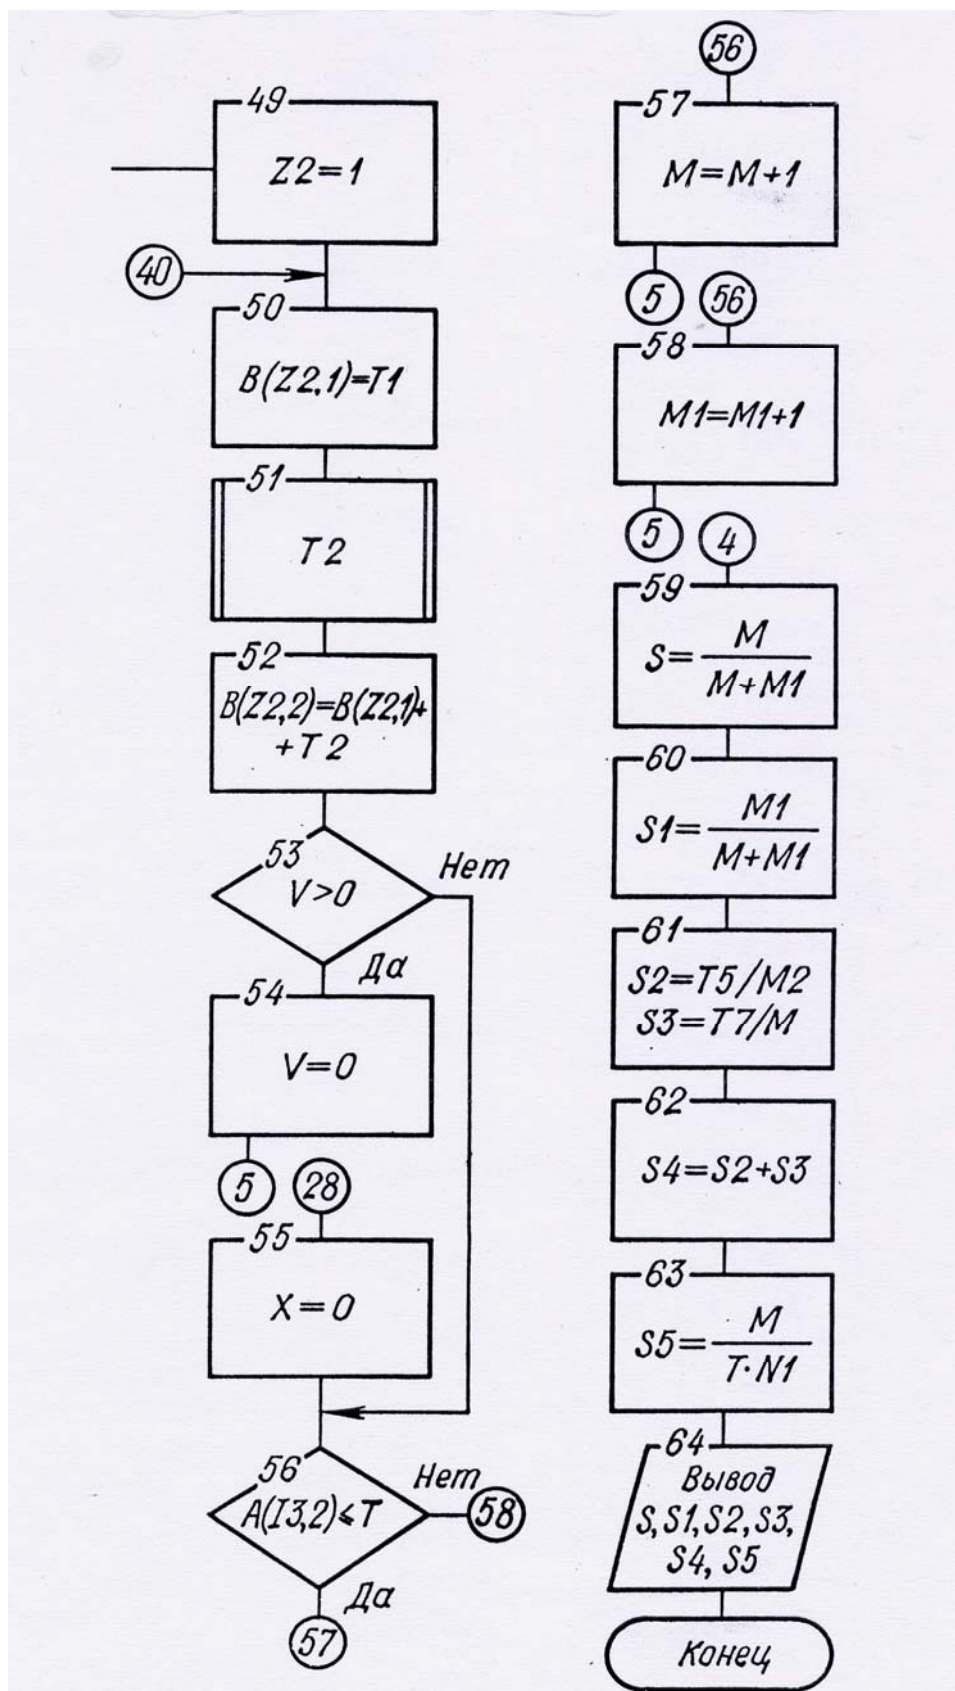 49
Z2=1
40
50
B(Z2,1)=T1
51
T2
52
B(Z2,2)=B(Z2,1)+
+T2
53
V>0
Нет
Да
54
V=0
5
28
55
X=0
56
A(I3,2)≤T
Нет
58
Да
57
56
57
M=M+1
5
56
58
M1=M1+1
5
4
59
S=M/(M+M1)
60
S1=M1/(M+M1)
61
S2=T5/M2
S3=T7/M
62
S4=S2+S3
63
S5=M/(T·N1)
64
Вывод
S,S1,S2,S3,
S4, S5
Конец